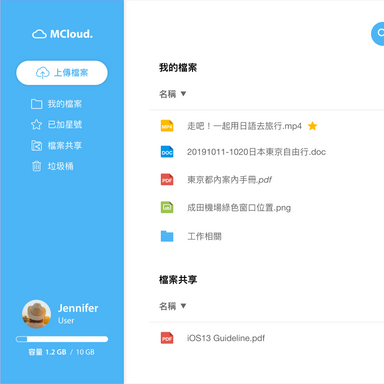 MCloud.
上傳檔案
我的檔案
已加星號
檔案共享
垃圾桶
Jennifer
User
容量 1.2 GB / 10 GB
我的檔案
名稱 ▼
MP4 走吧！一起用日語去旅行.mp4
DOC 20191011-1020日本東京自由行.doc
PDF 東京都內案內手冊.pdf
成田機場綠色窗口位置.png
工作相關
檔案共享
名稱 ▼
PDF iOS13 Guideline.pdf